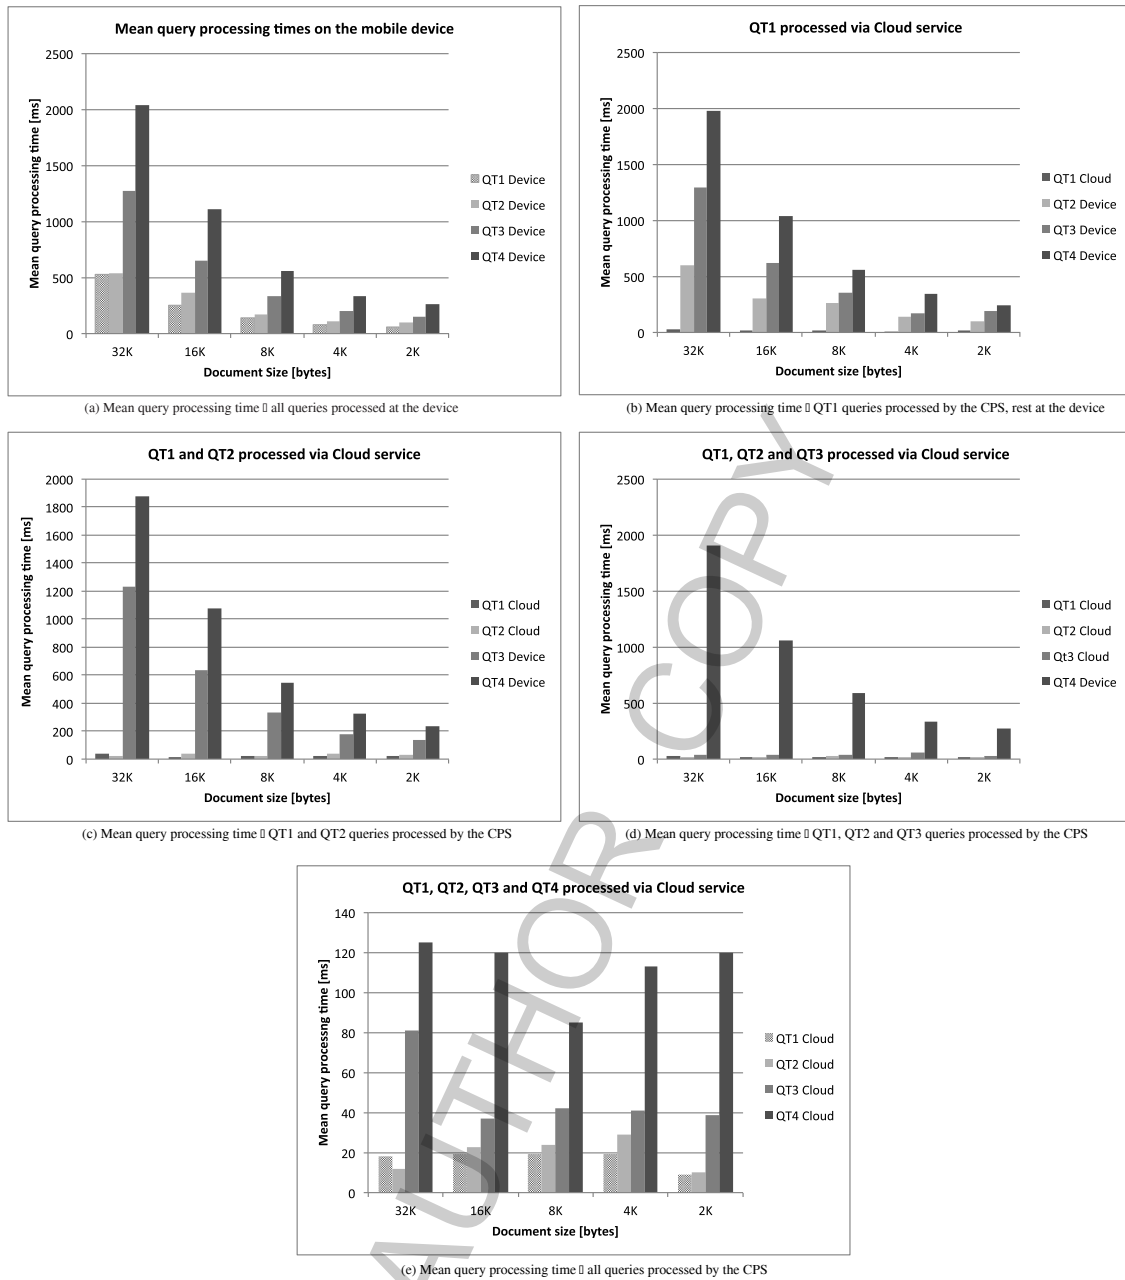 Mean query processing times on the mobile device
2500
2000
1500
1000
500
0
Mean query processing time [ms]
32K 16K 8K 4K 2K
Document Size [bytes]
QT1 Device
QT2 Device
QT3 Device
QT4 Device
(a) Mean query processing time ▯ all queries processed at the device
QT1 processed via Cloud service
2500
2000
1500
1000
500
0
Mean query processing time [ms]
32K 16K 8K 4K 2K
Document size [bytes]
QT1 Cloud
QT2 Device
QT3 Device
QT4 Device
(b) Mean query processing time ▯ QT1 queries processed by the CPS, rest at the device
QT1 and QT2 processed via Cloud service
2000
1800
1600
1400
1200
1000
800
600
400
200
0
Mean query processing time [ms]
32K 16K 8K 4K 2K
Document size [bytes]
QT1 Cloud
QT2 Cloud
QT3 Device
QT4 Device
(c) Mean query processing time ▯ QT1 and QT2 queries processed by the CPS
QT1, QT2 and QT3 processed via Cloud service
2500
2000
1500
1000
500
0
Mean query processing time [ms]
32K 16K 8K 4K 2K
Document size [bytes]
QT1 Cloud
QT2 Cloud
Qt3 Cloud
QT4 Device
(d) Mean query processing time ▯ QT1, QT2 and QT3 queries processed by the CPS
QT1, QT2, QT3 and QT4 processed via Cloud service
140
120
100
80
60
40
20
0
Mean query processng time [ms]
32K 16K 8K 4K 2K
Document size [bytes]
QT1 Cloud
QT2 Cloud
QT3 Cloud
QT4 Cloud
(e) Mean query processing time ▯ all queries processed by the CPS
AUTHOR COPY